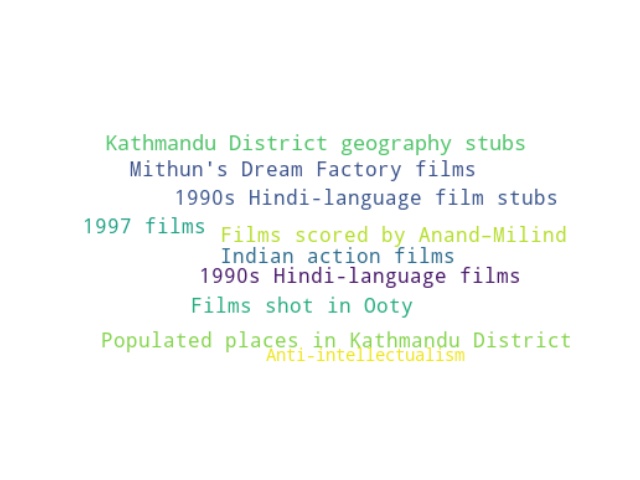 Kathmandu District geography stubs
Mithun's Dream Factory films
1990s Hindi-language film stubs
1997 films
Films scored by Anand–Milind
Indian action films
1990s Hindi-language films
Films shot in Ooty
Populated places in Kathmandu District
Anti-intellectualism